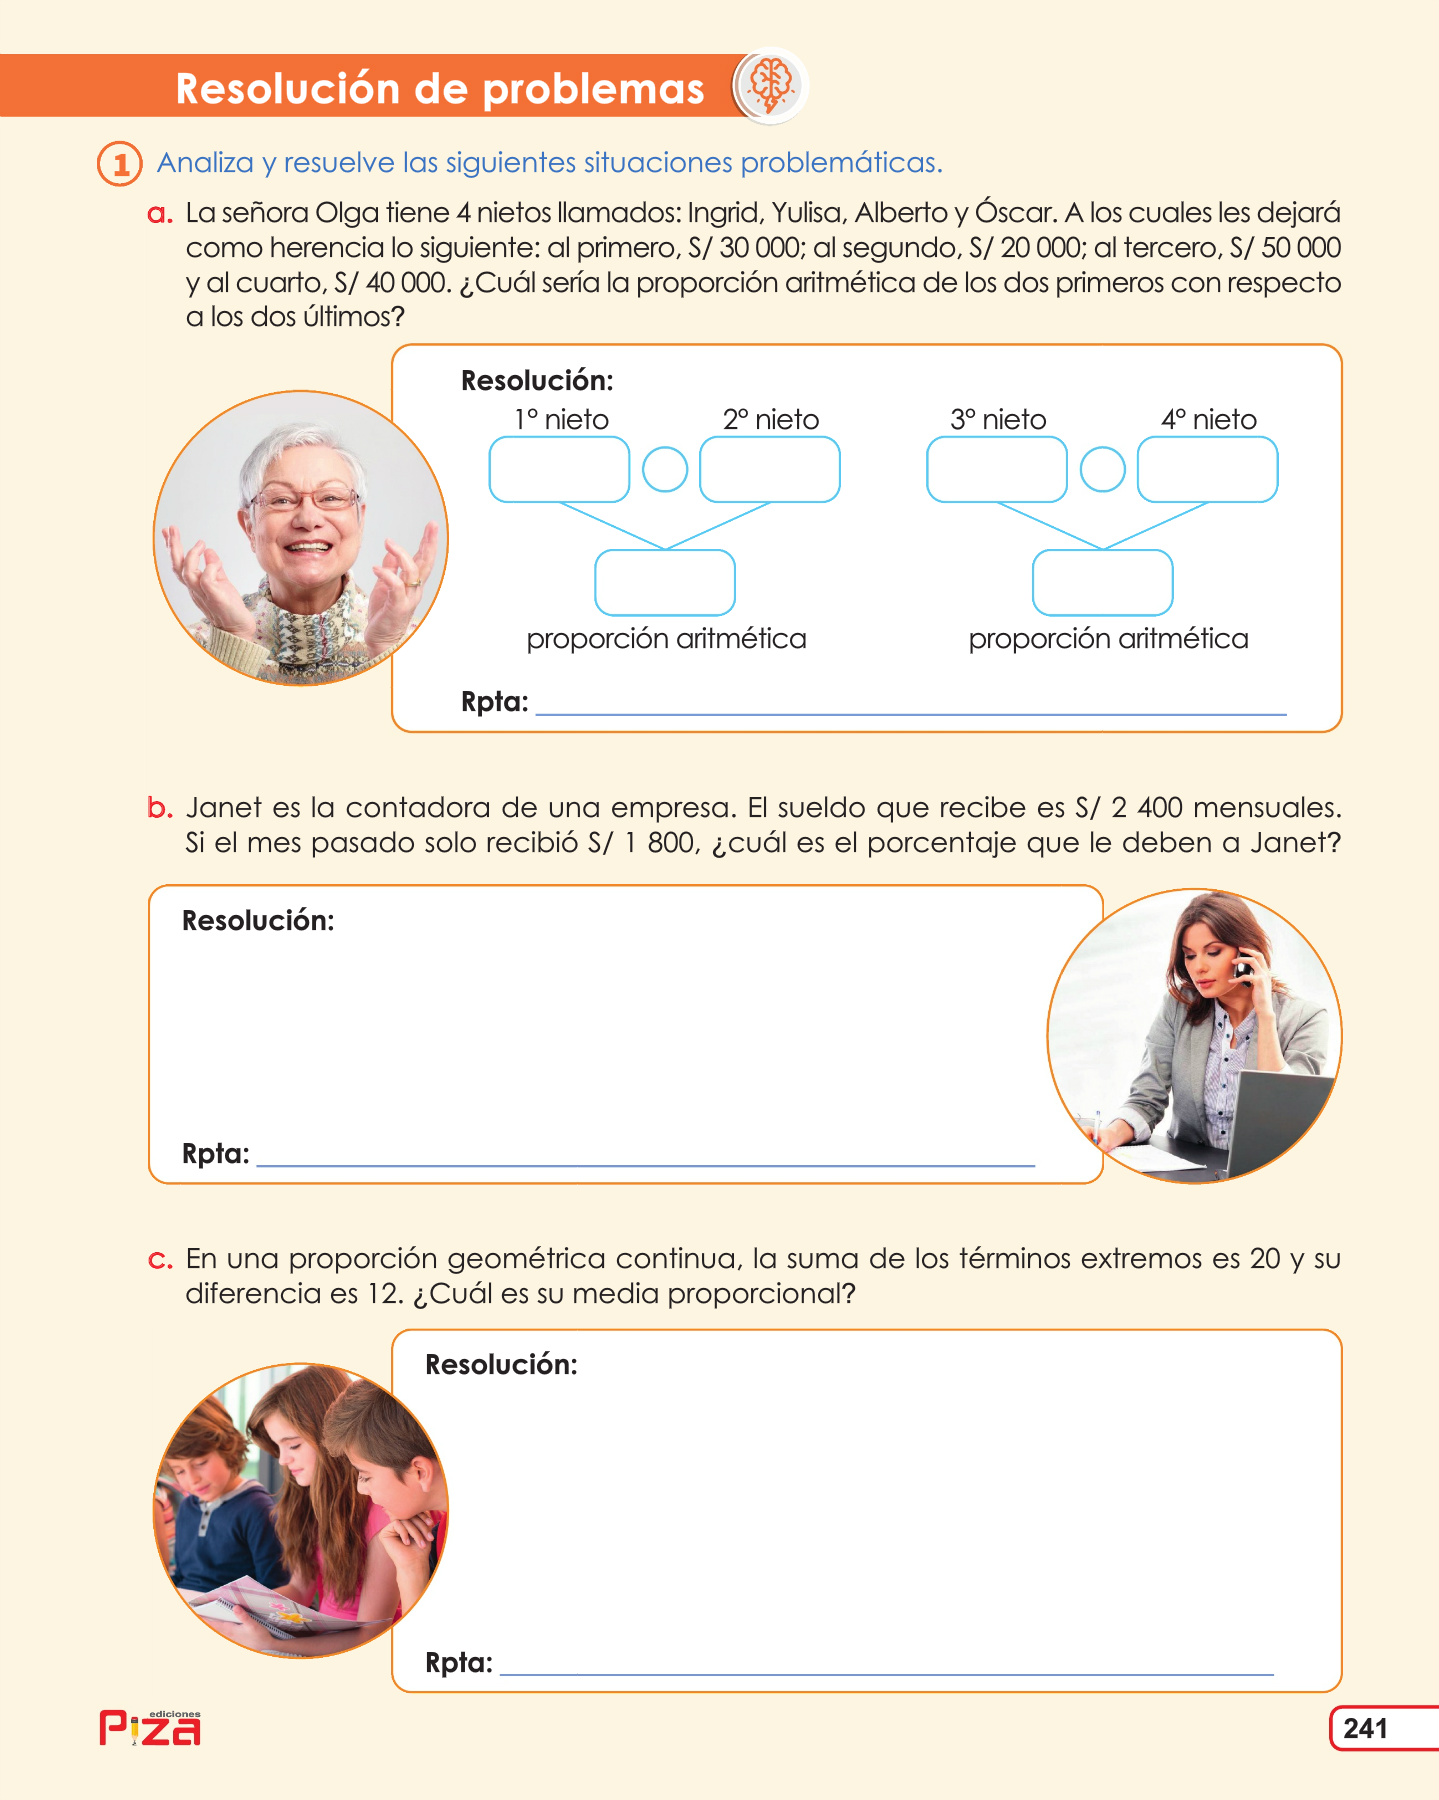 Resolución de problemas
1 Analiza y resuelve las siguientes situaciones problemáticas.
a. La señora Olga tiene 4 nietos llamados: Ingrid, Yulisa, Alberto y Óscar. A los cuales les dejará
como herencia lo siguiente: al primero, S/ 30 000; al segundo, S/ 20 000; al tercero, S/ 50 000
y al cuarto, S/ 40 000. ¿Cuál sería la proporción aritmética de los dos primeros con respecto
a los dos últimos?
Resolución:
1° nieto 2° nieto 3° nieto 4° nieto
proporción aritmética proporción aritmética
Rpta:
b. Janet es la contadora de una empresa. El sueldo que recibe es S/ 2 400 mensuales.
Si el mes pasado solo recibió S/ 1 800, ¿cuál es el porcentaje que le deben a Janet?
Resolución:
Rpta:
c. En una proporción geométrica continua, la suma de los términos extremos es 20 y su
diferencia es 12. ¿Cuál es su media proporcional?
Resolución:
Rpta:
ediciones
Piza
241